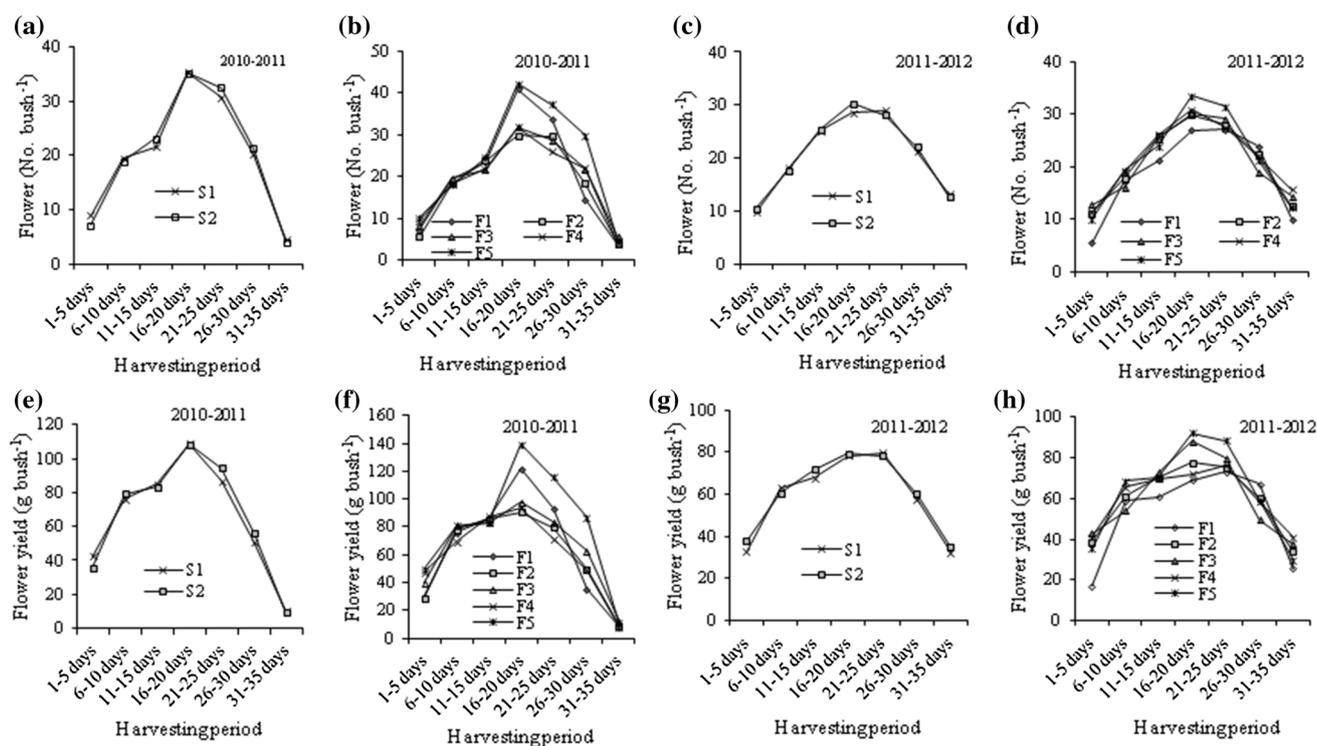 (a)
2010-2011
Flower (No. bush-1)
40
30
20
10
0
S1
S2
1-5 days
6-10 days
11-15 days
16-20 days
21-25 days
26-30 days
31-35 days
Harvestingperiod
(b)
2010-2011
Flower (No. bush-1)
50
40
30
20
10
0
F1
F2
F3
F4
F5
1-5 days
6-10 days
11-15 days
16-20 days
21-25 days
26-30 days
31-35 days
Harvestingperiod
(c)
2011-2012
Flower (No. bush-1)
40
30
20
10
0
S1
S2
1-5 days
6-10 days
11-15 days
16-20 days
21-25 days
26-30 days
31-35 days
Harvestingperiod
(d)
2011-2012
Flower (No. bush-1)
40
30
20
10
0
F1
F2
F3
F4
F5
1-5 days
6-10 days
11-15 days
16-20 days
21-25 days
26-30 days
31-35 days
Harvestingperiod
(e)
2010-2011
Flower yield (g bush-1)
120
100
80
60
40
20
0
S1
S2
1-5 days
6-10 days
11-15 days
16-20 days
21-25 days
26-30 days
31-35 days
Harvestingperiod
(f)
2010-2011
Flower yield (g bush-1)
160
140
120
100
80
60
40
20
0
F1
F2
F3
F4
F5
1-5 days
6-10 days
11-15 days
16-20 days
21-25 days
26-30 days
31-35 days
Harvestingperiod
(g)
2011-2012
Flower yield (g bush-1)
100
80
60
40
20
0
S1
S2
1-5 days
6-10 days
11-15 days
16-20 days
21-25 days
26-30 days
31-35 days
Harvestingperiod
(h)
2011-2012
Flower yield (g bush-1)
100
80
60
40
20
0
F1
F2
F3
F4
F5
1-5 days
6-10 days
11-15 days
16-20 days
21-25 days
26-30 days
31-35 days
Harvestingperiod